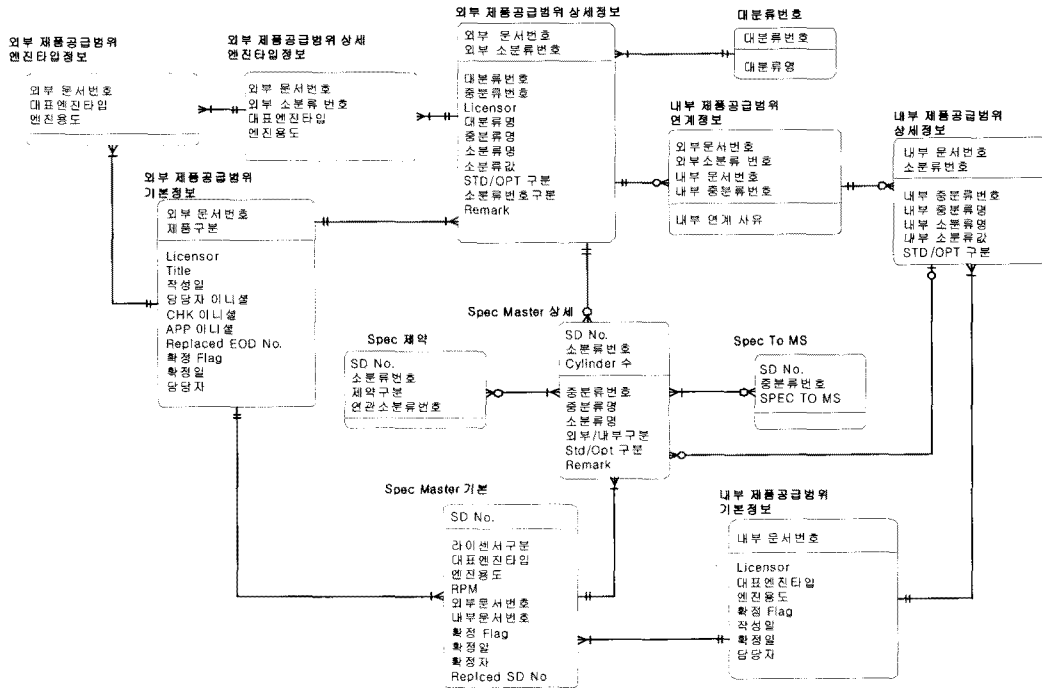 외부 제품공급범위
엔진타입정보
외부 문서번호
대표엔진타입
엔진용도
외부 제품공급범위 상세
엔진타입정보
외부 문서번호
외부 소분류 번호
대표엔진타입
엔진용도
외부 제품공급범위 상세정보
외부 문서번호
외부 소분류번호
대분류번호
중분류번호
Licensor
대분류명
중분류명
소분류명
소분류값
STD/OPT 구분
소분류번호구분
Remark
대분류번호
대분류번호
대분류명
내부 제품공급범위
연계정보
외부문서번호
외부소분류 번호
내부 문서번호
내부 중분류번호
내부 연계 사유
내부 제품공급범위
상세정보
내부 문서번호
소분류번호
내부 중분류번호
내부 중분류명
내부 소분류명
내부 소분류값
STD/OPT 구분
외부 제품공급범위
기본정보
외부 문서번호
제품구분
Licensor
Title
작성일
담당자 이니셜
CHK 이니셜
APP 이니셜
Replaced EOD No.
확정 Flag
확정일
담당자
Spec 제약
SD No.
소분류번호
제약구분
연관소분류번호
Spec Master 상세
SD No.
소분류번호
Cylinder 수
중분류번호
중분류명
소분류명
외부/내부구분
Std/Opt 구분
Remark
Spec To MS
SD No.
중분류번호
SPEC TO MS
Spec Master 기본
SD No.
라이센서구분
대표엔진타입
엔진용도
RPM
외부문서번호
내부문서번호
확정 Flag
확정일
확정자
Replced SD No
내부 제품공급범위
기본정보
내부 문서번호
Licensor
대표엔진타입
엔진용도
확정 Flag
작성일
확정일
담당자